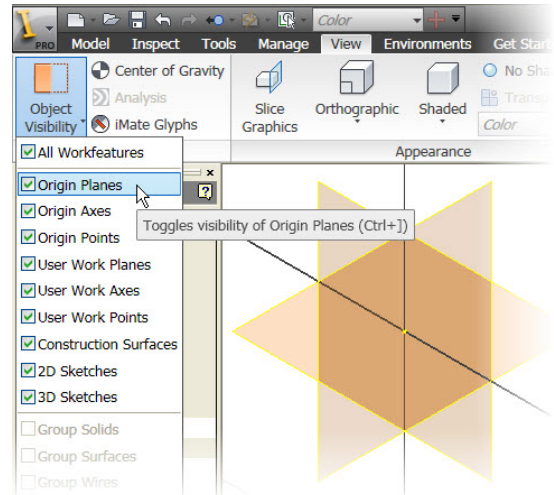 Color
PRO Model Inspect Tools Manage View Environments Get Start
Object Visibility
Center of Gravity
Analysis
iMate Glyphs
Slice Graphics
Orthographic
Shaded
No Sha
Transp
Color
Appearance
All Workfeatures
Origin Planes
Toggles visibility of Origin Planes (Ctrl+])
Origin Axes
Origin Points
User Work Planes
User Work Axes
User Work Points
Construction Surfaces
2D Sketches
3D Sketches
Group Solids
Group Surfaces
Group Wires